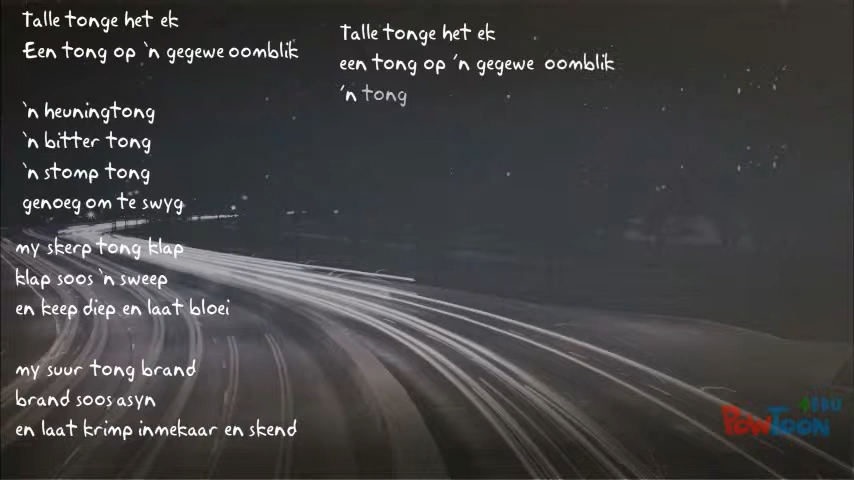 Talle tonge het ek
Een tong op `n gegewe oomblik
`n heuningtong
`n bitter tong
`n stomp tong
genoeg om te swyg
my skerp tong klap
klap soos `n sweep
en keep diep en laat bloei
my suur tong brand
brand soos asyn
en laat krimp inmekaar en skend
Talle tonge het ek
een tong op 'n gegewe oomblik
'n tong
POWTOON
EDU